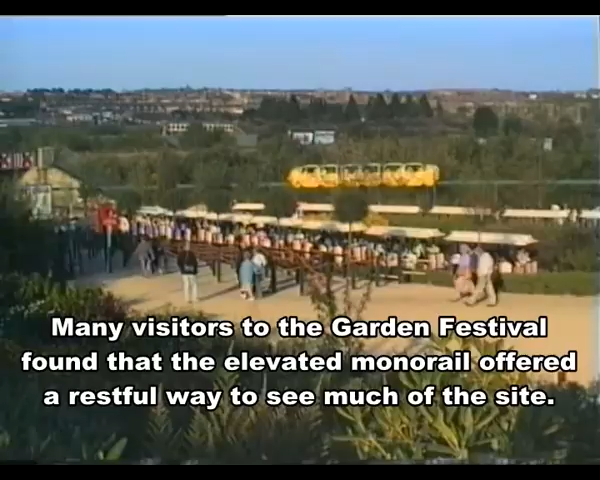 Many visitors to the Garden Festival
found that the elevated monorail offered
a restful way to see much of the site.